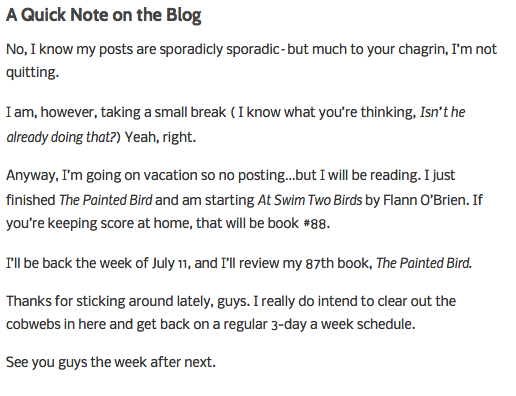 A Quick Note on the Blog
No, I know my posts are sporadicly sporadic - but much to your chagrin, I'm not
quitting.
I am, however, taking a small break ( I know what you're thinking, Isn't he
already doing that?) Yeah, right.
Anyway, I'm going on vacation so no posting...but I will be reading. I just
finished The Painted Bird and am starting At Swim Two Birds by Flann O'Brien. If
you're keeping score at home, that will be book #88.
I'll be back the week of July 11, and I'll review my 87th book, The Painted Bird.
Thanks for sticking around lately, guys. I really do intend to clear out the
cobwebs in here and get back on a regular 3-day a week schedule.
See you guys the week after next.